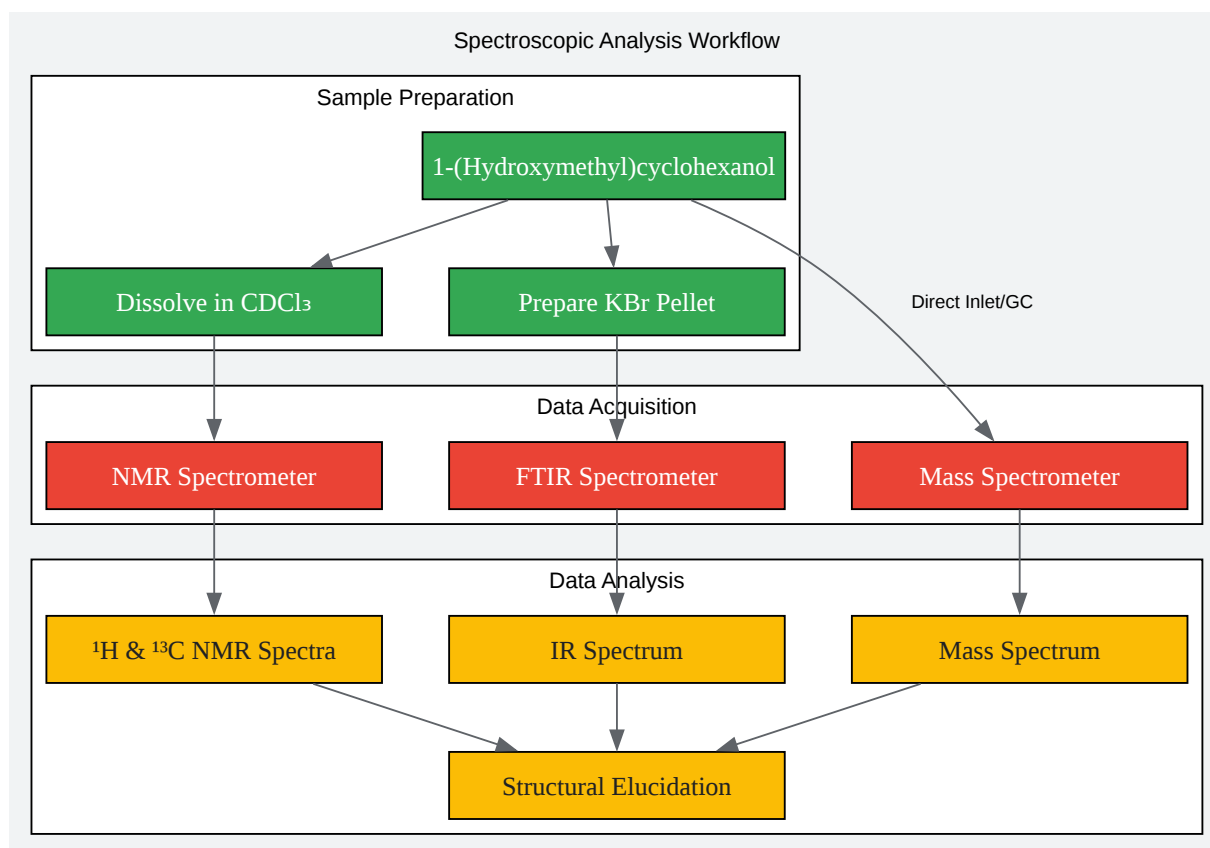 Spectroscopic Analysis Workflow
Sample Preparation
1-(Hydroxymethyl)cyclohexanol
Dissolve in CDCl₃
Prepare KBr Pellet
Direct Inlet/GC
Data Acquisition
NMR Spectrometer
FTIR Spectrometer
Mass Spectrometer
Data Analysis
¹H & ¹³C NMR Spectra
IR Spectrum
Mass Spectrum
Structural Elucidation